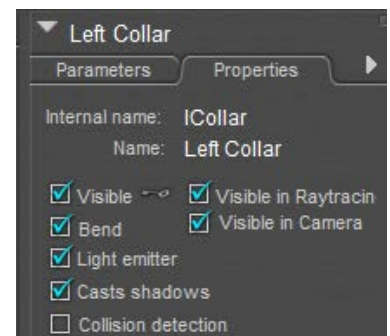 Left Collar
Parameters Properties
Internal name: lCollar
Name: Left Collar
Visible Visible in Raytracin
Bend Visible in Camera
Light emitter
Casts shadows
Collision detection